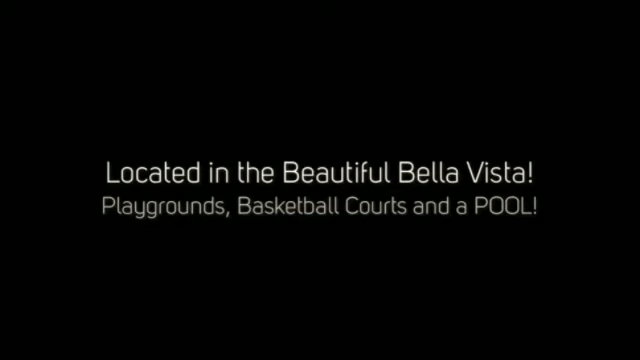 Located in the Beautiful Bella Vista!
Playgrounds, Basketball Courts and a POOL!